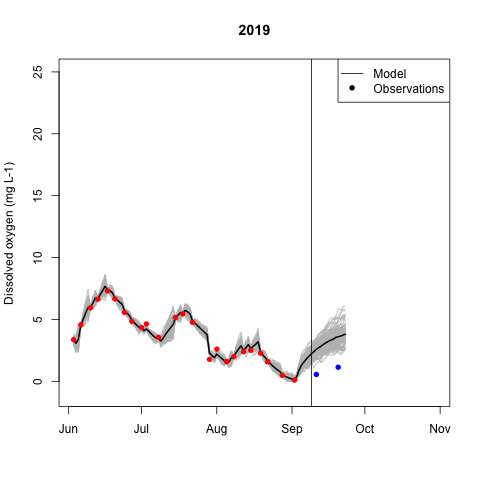 2019
Model
Observations
Dissolved oxygen (mg L-1)
25
20
15
10
5
0
Jun Jul Aug Sep Oct Nov